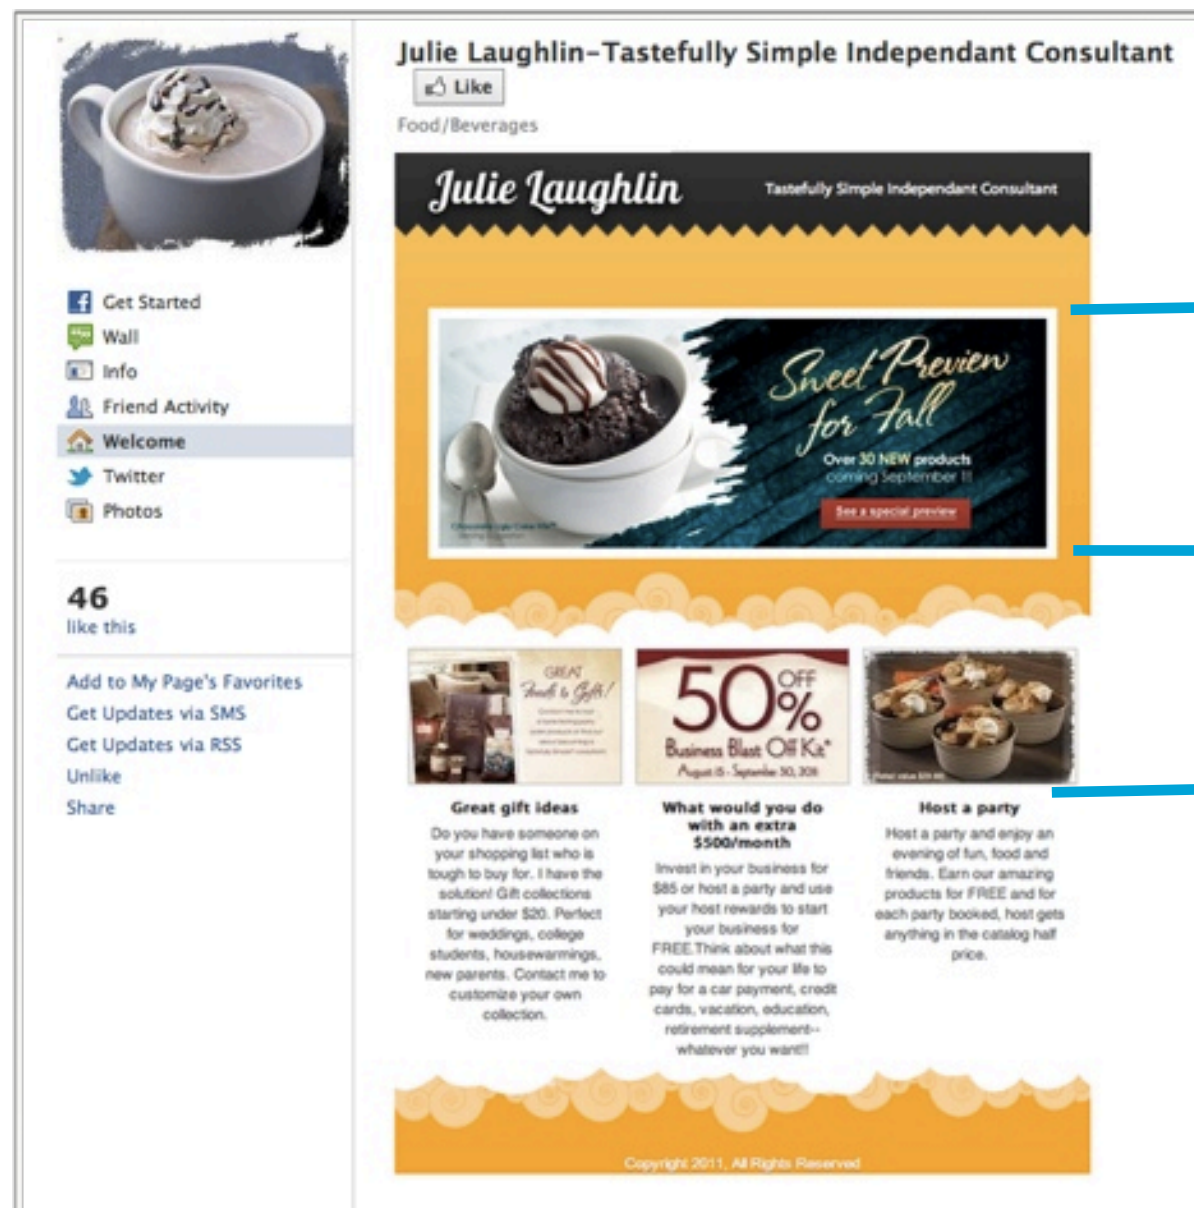 Julie Laughlin-Tastefully Simple Independant Consultant
Like
Food/Beverages
Get Started
Wall
Info
Friend Activity
Welcome
Twitter
Photos
46
like this
Add to My Page's Favorites
Get Updates via SMS
Get Updates via RSS
Unlike
Share
Julie Laughlin
Tastefully Simple Independant Consultant
Sweet Preview
for Fall
Over 30 NEW products
coming September 11
See a special preview
GREAT
Foods & Gifts!
50% OFF
Business Blast Off Kit*
August 15 - September 30, 2011
Great gift ideas
Do you have someone on
your shopping list who is
tough to buy for. I have the
solution! Gift collections
starting under $20. Perfect
for weddings, college
students, housewarmings,
new parents. Contact me to
customize your own
collection.
What would you do
with an extra
$500/month
Invest in your business for
$85 or host a party and use
your host rewards to start
your business for
FREE.Think about what this
could mean for your life to
pay for a car payment, credit
cards, vacation, education,
retirement supplement--
whatever you want!!
Host a party
Host a party and enjoy an
evening of fun, food and
friends. Earn our amazing
products for FREE and for
each party booked, host gets
anything in the catalog half
price.
Copyright 2011, All Rights Reserved